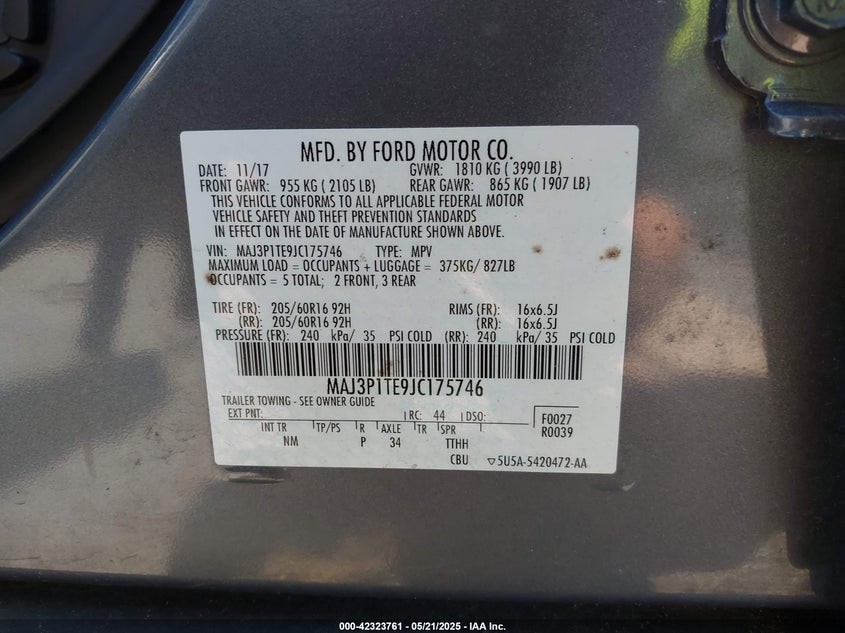 MFD. BY FORD MOTOR CO.
DATE: 11/17 GVWR: 1810 KG ( 3990 LB)
FRONT GAWR: 955 KG ( 2105 LB) REAR GAWR: 865 KG ( 1907 LB)
THIS VEHICLE CONFORMS TO ALL APPLICABLE FEDERAL MOTOR
VEHICLE SAFETY AND THEFT PREVENTION STANDARDS
IN EFFECT ON THE DATE OF MANUFACTURE SHOWN ABOVE.
VIN: MAJ3P1TE9JC175746 TYPE: MPV
MAXIMUM LOAD = OCCUPANTS + LUGGAGE = 375KG/ 827LB
OCCUPANTS = 5 TOTAL; 2 FRONT, 3 REAR
TIRE (FR): 205/60R16 92H RIMS (FR): 16x6.5J
(RR): 205/60R16 92H (RR): 16x6.5J
PRESSURE (FR): 240 kPa/ 35 PSI COLD (RR): 240 kPa/ 35 PSI COLD
MAJ3P1TE9JC175746
TRAILER TOWING - SEE OWNER GUIDE
EXT PNT: RC: 44 DSO: F0027
INT TR TP/PS R AXLE TR SPR R0039
NM P 34 TTHH
CBU ▽5U5A-5420472-AA
000-42323761 - 05/21/2025 - IAA Inc.